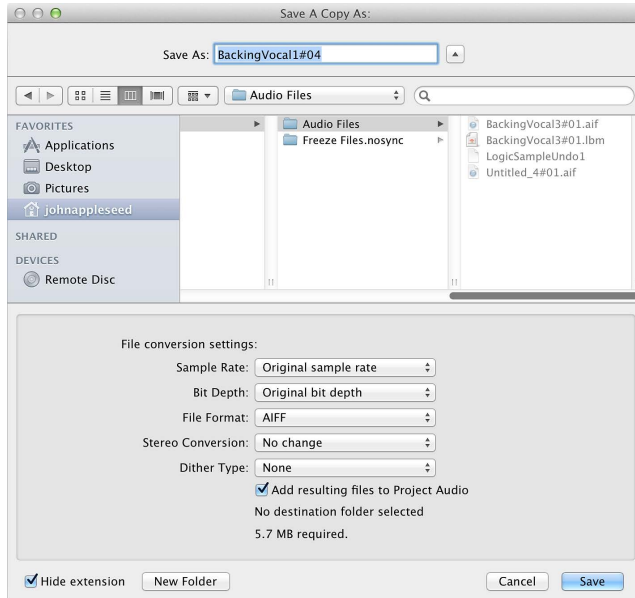 Save A Copy As:
Save As: BackingVocal1#04
Audio Files
FAVORITES
Applications
Desktop
Pictures
johnappleseed
SHARED
DEVICES
Remote Disc
Audio Files
Freeze Files.nosync
BackingVocal3#01.aif
BackingVocal3#01.lbm
LogicSampleUndo1
Untitled_4#01.aif
File conversion settings:
Sample Rate: Original sample rate
Bit Depth: Original bit depth
File Format: AIFF
Stereo Conversion: No change
Dither Type: None
Add resulting files to Project Audio
No destination folder selected
5.7 MB required.
Hide extension New Folder Cancel Save